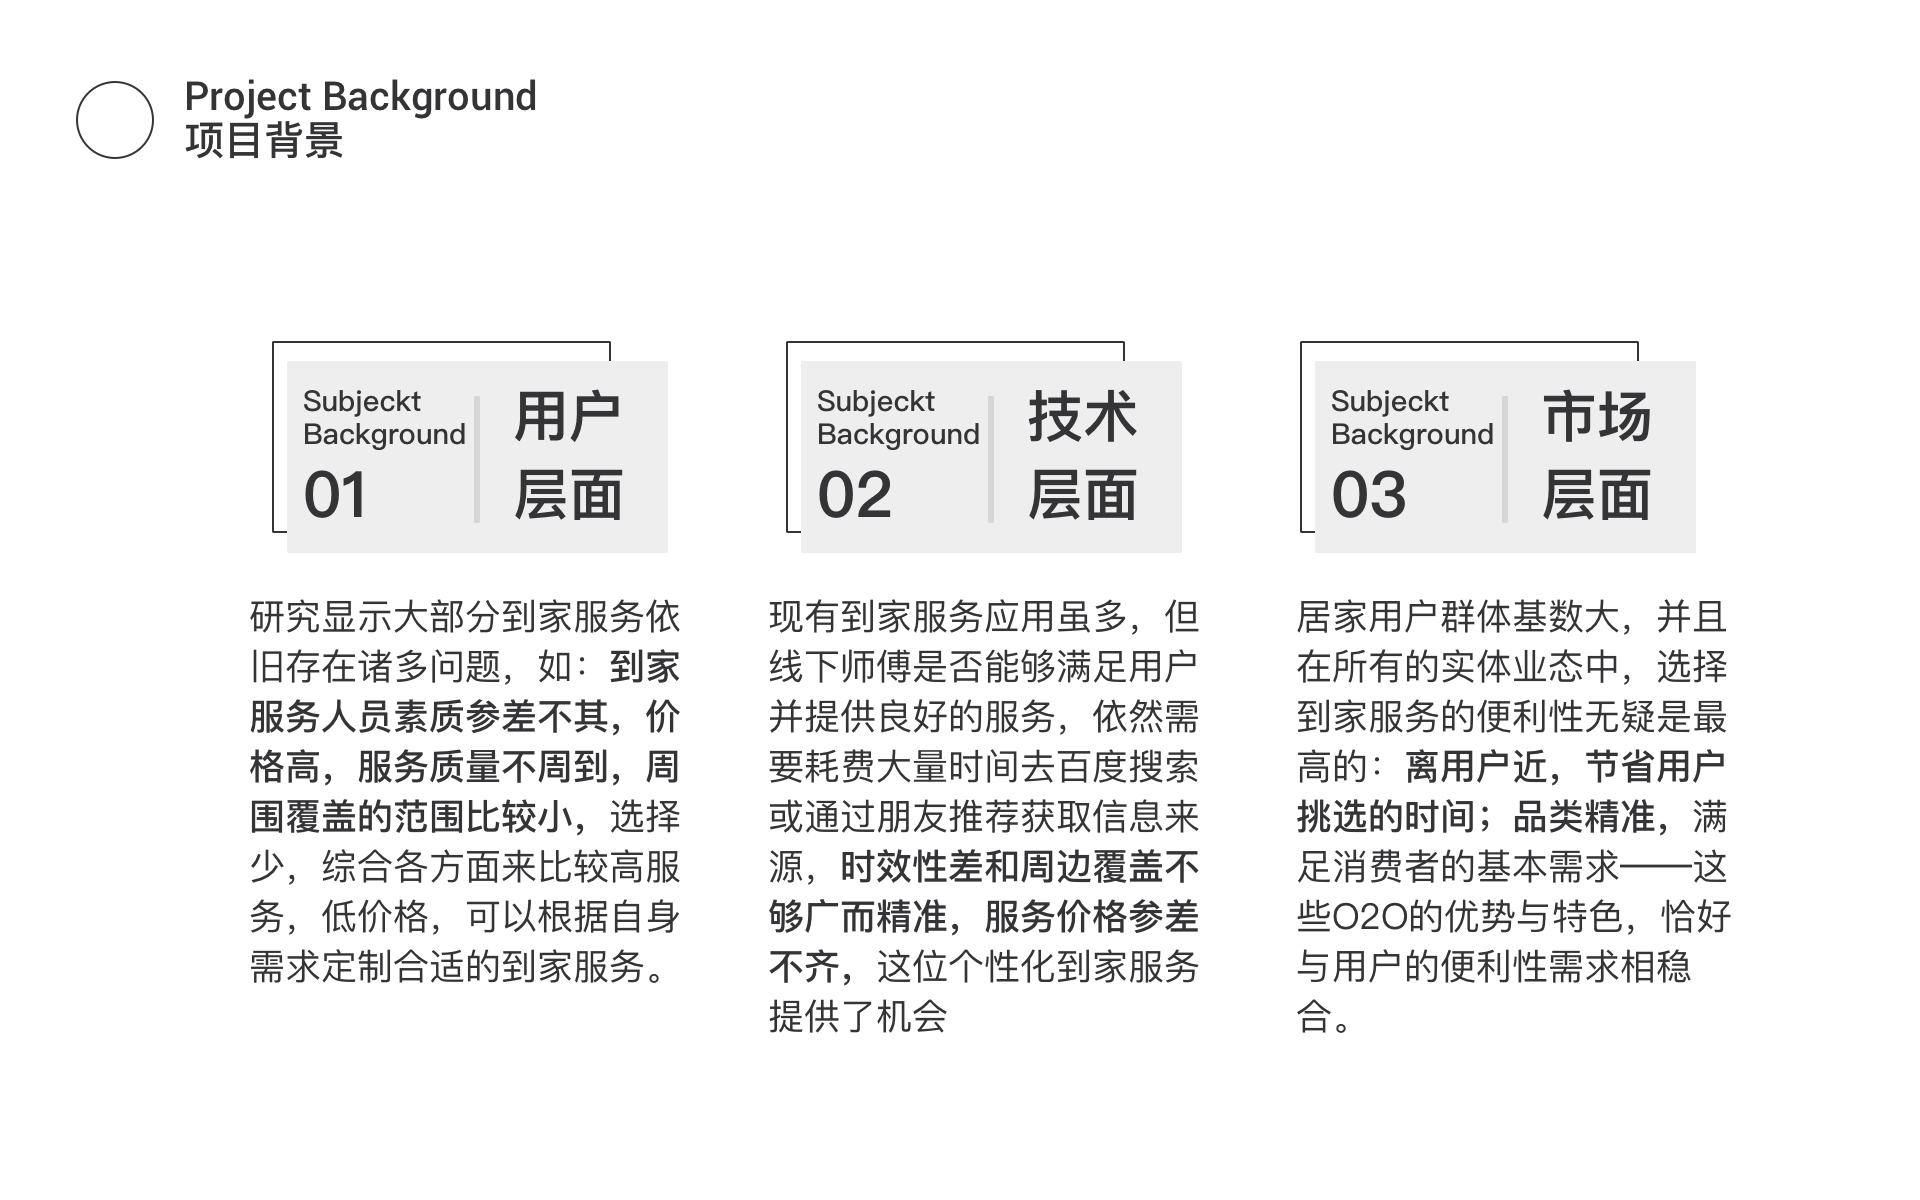 Project Background
项目背景
Subjeckt
Background
01
用户
层面
研究显示大部分到家服务依
旧存在诸多问题，如：到家
服务人员素质参差不其，价
格高，服务质量不周到，周
围覆盖的范围比较小，选择
少，综合各方面来比较高服
务，低价格，可以根据自身
需求定制合适的到家服务。
Subjeckt
Background
02
技术
层面
现有到家服务应用虽多，但
线下师傅是否能够满足用户
并提供良好的服务，依然需
要耗费大量时间去百度搜索
或通过朋友推荐获取信息来
源，时效性差和周边覆盖不
够广而精准，服务价格参差
不齐，这位个性化到家服务
提供了机会
Subjeckt
Background
03
市场
层面
居家用户群体基数大，并且
在所有的实体业态中，选择
到家服务的便利性无疑是最
高的：离用户近，节省用户
挑选的时间；品类精准，满
足消费者的基本需求——这
些O2O的优势与特色，恰好
与用户的便利性需求相稳
合。